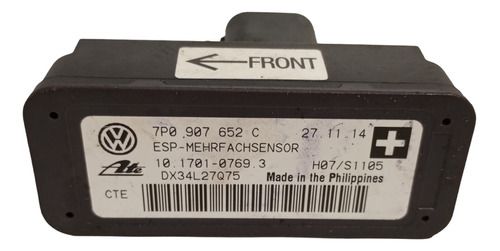 FRONT
7P0 907 652 C 27.11.14
ESP-MEHRFACHSENSOR
10.1701-0769.3 H07/S1105
DX34L27Q75 Made in the Philippines
Ate
CTE